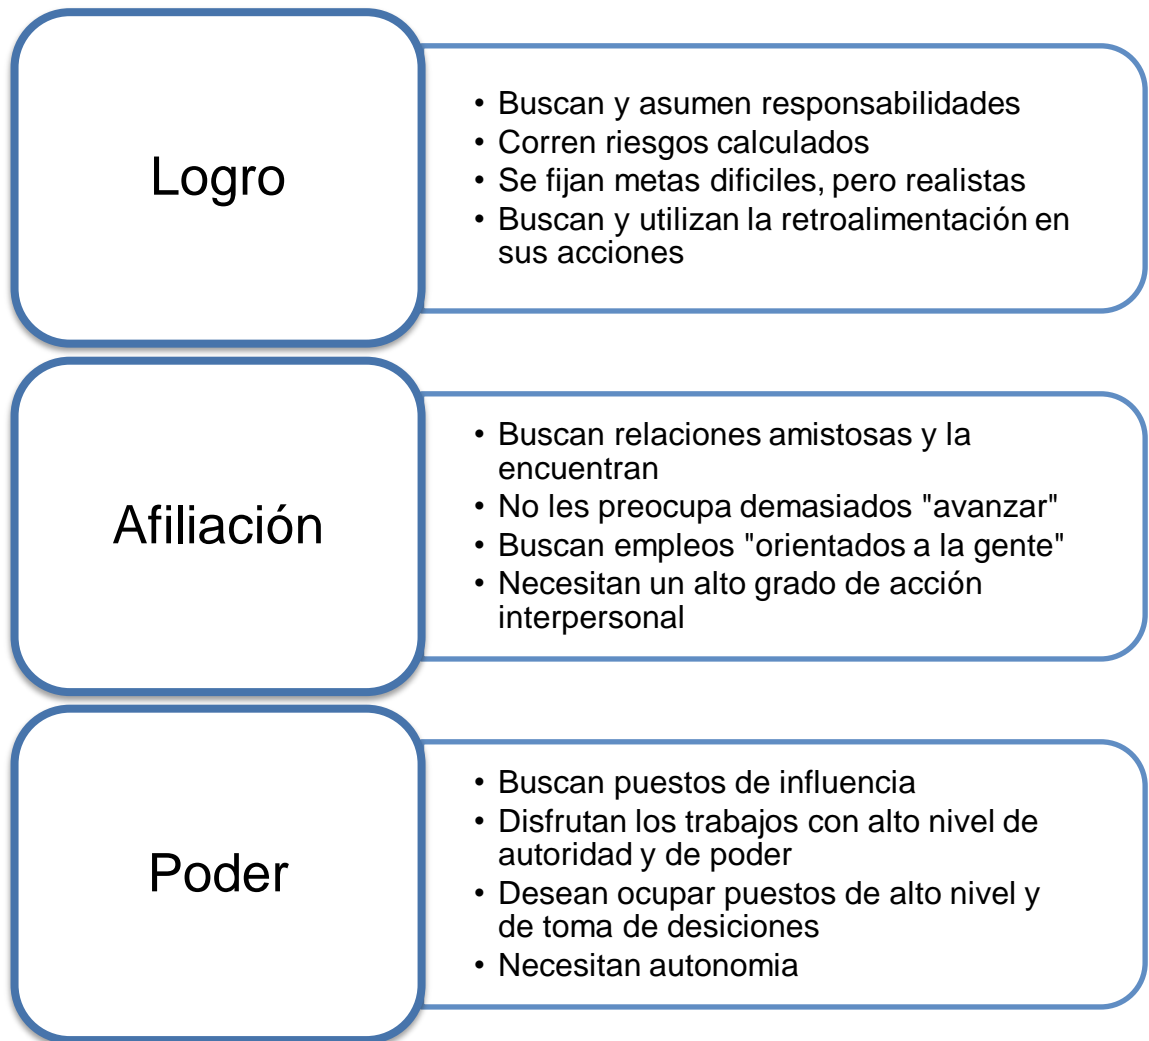 Logro
• Buscan y asumen responsabilidades
• Corren riesgos calculados
• Se fijan metas dificiles, pero realistas
• Buscan y utilizan la retroalimentación en
sus acciones
Afiliación
• Buscan relaciones amistosas y la
encuentran
• No les preocupa demasiados "avanzar"
• Buscan empleos "orientados a la gente"
• Necesitan un alto grado de acción
interpersonal
Poder
• Buscan puestos de influencia
• Disfrutan los trabajos con alto nivel de
autoridad y de poder
• Desean ocupar puestos de alto nivel y
de toma de desiciones
• Necesitan autonomia